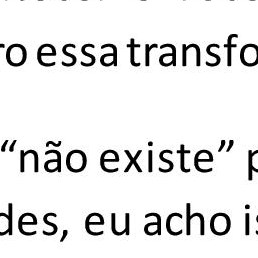 ro essa transfo
“não existe” p
des, eu acho is